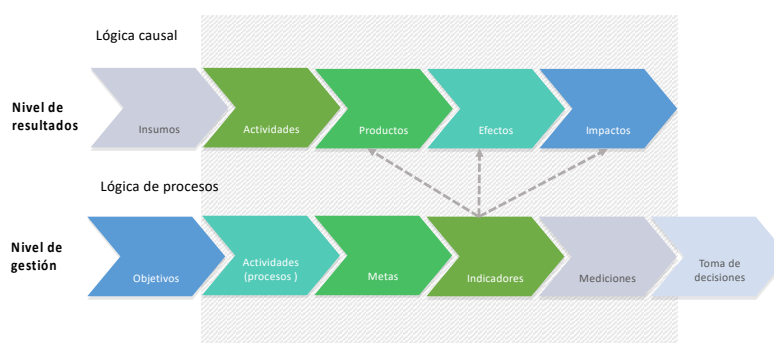 Lógica causal
Nivel de
resultados
Insumos
Actividades
Productos
Efectos
Impactos
Lógica de procesos
Nivel de
gestión
Objetivos
Actividades
(procesos )
Metas
Indicadores
Mediciones
Toma de
decisiones